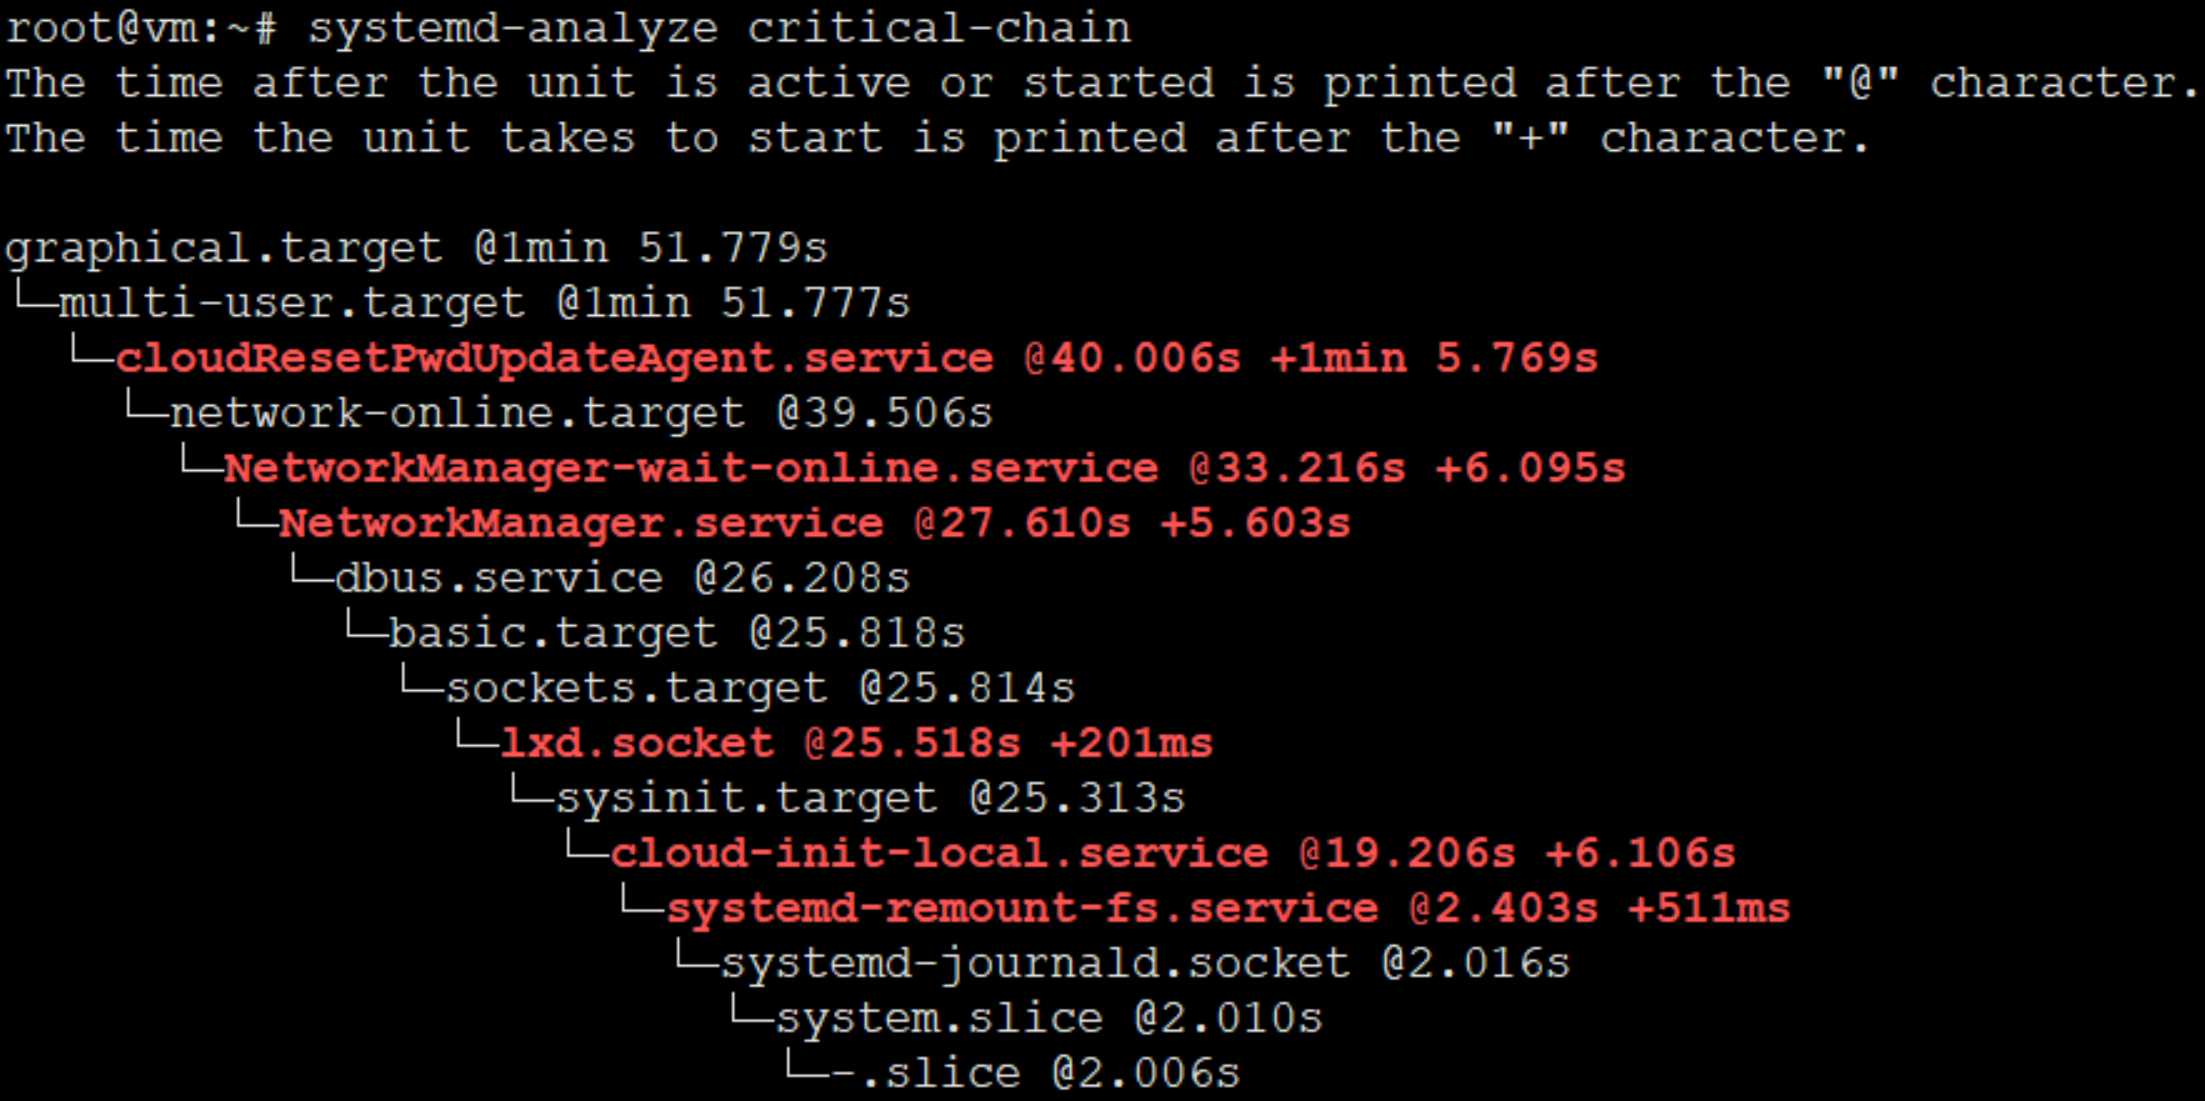 root@vm:~# systemd-analyze critical-chain
The time after the unit is active or started is printed after the "@" character.
The time the unit takes to start is printed after the "+" character.

graphical.target @1min 51.779s
└─multi-user.target @1min 51.777s
  └─cloudResetPwdUpdateAgent.service @40.006s +1min 5.769s
    └─network-online.target @39.506s
      └─NetworkManager-wait-online.service @33.216s +6.095s
        └─NetworkManager.service @27.610s +5.603s
          └─dbus.service @26.208s
            └─basic.target @25.818s
              └─sockets.target @25.814s
                └─lxd.socket @25.518s +201ms
                  └─sysinit.target @25.313s
                    └─cloud-init-local.service @19.206s +6.106s
                      └─systemd-remount-fs.service @2.403s +511ms
                        └─systemd-journald.socket @2.016s
                          └─system.slice @2.010s
                            └─-.slice @2.006s